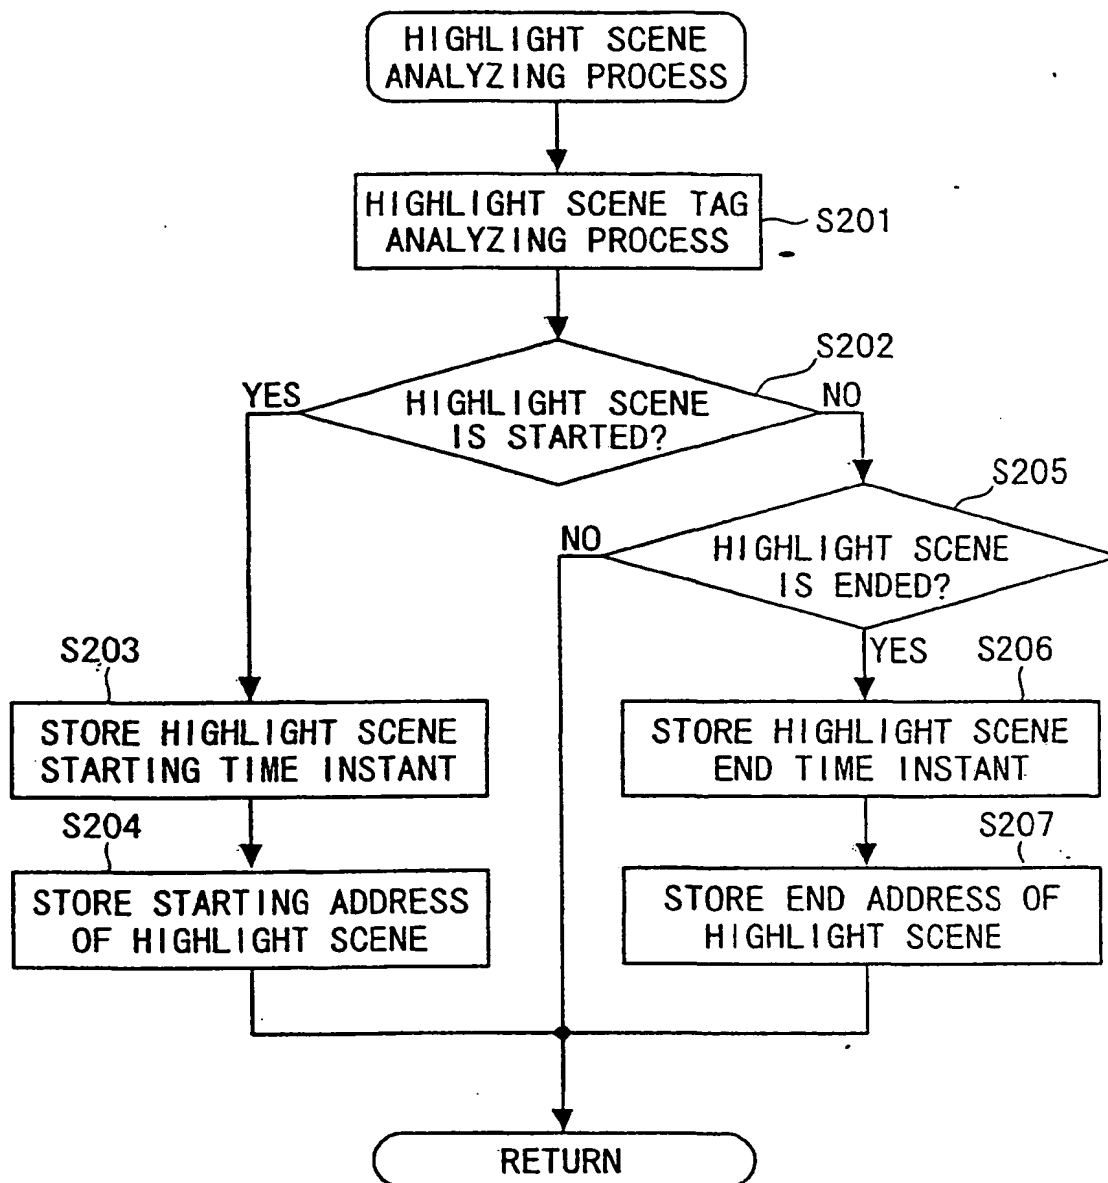 HIGHLIGHT SCENE
ANALYZING PROCESS
HIGHLIGHT SCENE TAG
ANALYZING PROCESS
S201
S202
YES
NO
HIGHLIGHT SCENE
IS STARTED?
S205
NO
HIGHLIGHT SCENE
IS ENDED?
YES
S203
S206
STORE HIGHLIGHT SCENE
STARTING TIME INSTANT
STORE HIGHLIGHT SCENE
END TIME INSTANT
S204
S207
STORE STARTING ADDRESS
OF HIGHLIGHT SCENE
STORE END ADDRESS OF
HIGHLIGHT SCENE
RETURN